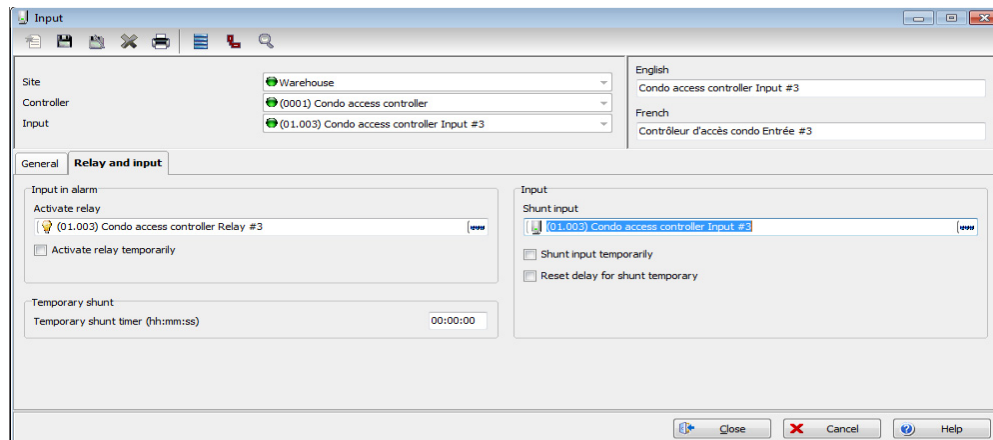 Input
Site
Warehouse
Controller
(0001) Condo access controller
Input
(01.003) Condo access controller Input #3
English
Condo access controller Input #3
French
Contrôleur d'accès condo Entrée #3
General
Relay and input
Input in alarm
Activate relay
(01.003) Condo access controller Relay #3
Activate relay temporarily
Temporary shunt
Temporary shunt timer (hh:mm:ss)
00:00:00
Input
Shunt input
(01.003) Condo access controller Input #3
Shunt input temporarily
Reset delay for shunt temporary
Close
Cancel
Help